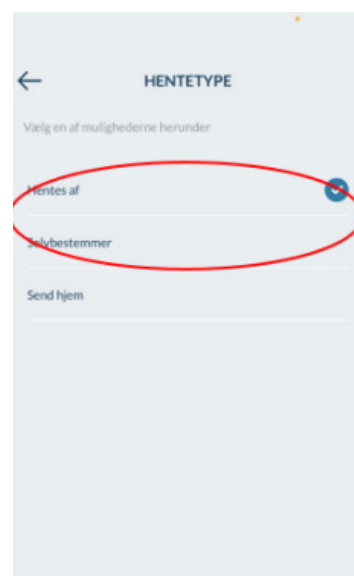 HENTETYPE
Vælg en af mulighederne herunder
Hentes af
Selvbestemmer
Send hjem